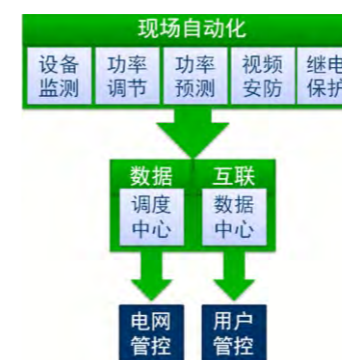 现场自动化
设备监测 功率调节 功率预测 视频安防 继电保护
数据 互联
调度中心 数据中心
电网管控 用户管控